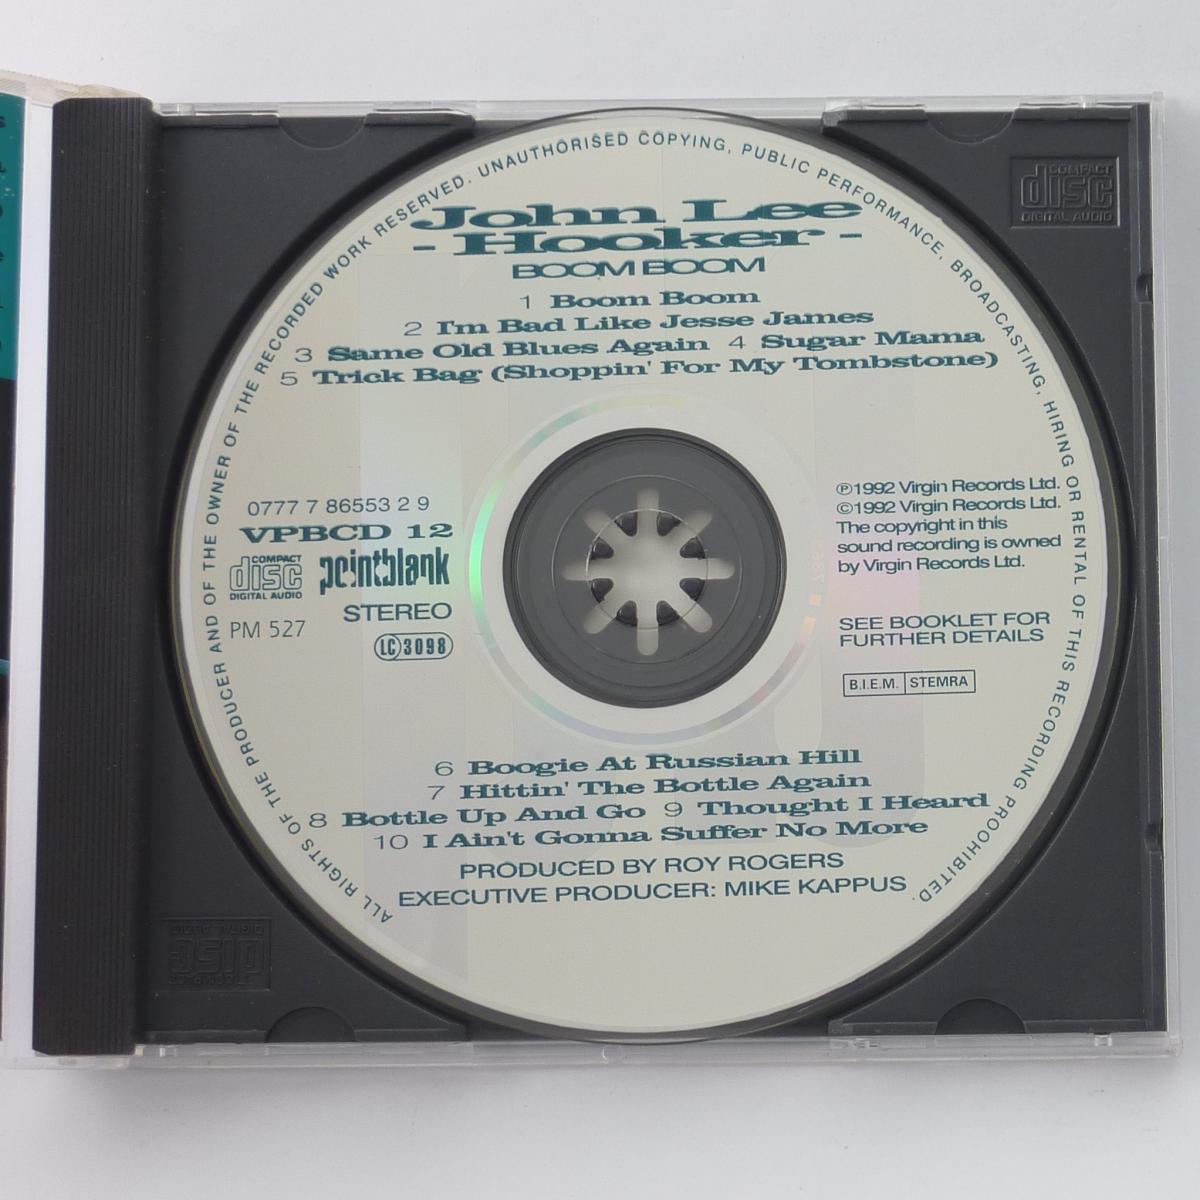 ALL RIGHTS OF THE PRODUCER AND OF THE OWNER OF THE RECORDED WORK RESERVED. UNAUTHORISED COPYING, PUBLIC PERFORMANCE, BROADCASTING, HIRING OR RENTAL OF THIS RECORDING PROOHIBITED.
John Lee
- Hooker -
BOOM BOOM
1 Boom Boom
2 I'm Bad Like Jesse James
3 Same Old Blues Again 4 Sugar Mama
5 Trick Bag (Shoppin' For My Tombstone)
0777 7 86553 2 9
VPBCD 12
COMPACT
disc
DIGITAL AUDIO
pointblank
STEREO
PM 527
LC 3098
℗1992 Virgin Records Ltd.
©1992 Virgin Records Ltd.
The copyright in this
sound recording is owned
by Virgin Records Ltd.
SEE BOOKLET FOR
FURTHER DETAILS
B.I.E.M. STEMRA
6 Boogie At Russian Hill
7 Hittin' The Bottle Again
8 Bottle Up And Go 9 Thought I Heard
10 I Ain't Gonna Suffer No More
PRODUCED BY ROY ROGERS
EXECUTIVE PRODUCER: MIKE KAPPUS
COMPACT
disc
DIGITAL AUDIO
COMPACT
disc
DIGITAL AUDIO